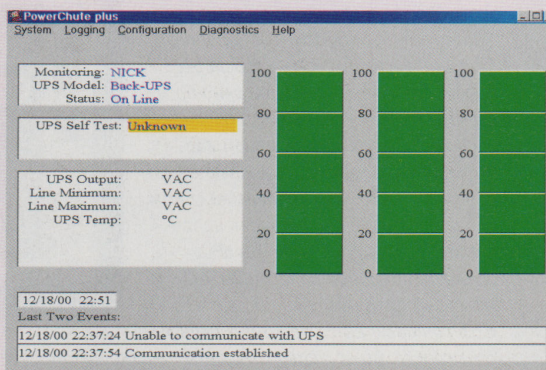 PowerChute plus
System Logging Configuration Diagnostics Help
Monitoring: NICK
UPS Model: Back-UPS
Status: On Line
UPS Self Test: Unknown
UPS Output: VAC
Line Minimum: VAC
Line Maximum: VAC
UPS Temp: °C
100 100 100
80 80 80
60 60 60
40 40 40
20 20 20
0 0 0
12/18/00 22:51
Last Two Events:
12/18/00 22:37:24 Unable to communicate with UPS
12/18/00 22:37:54 Communication established